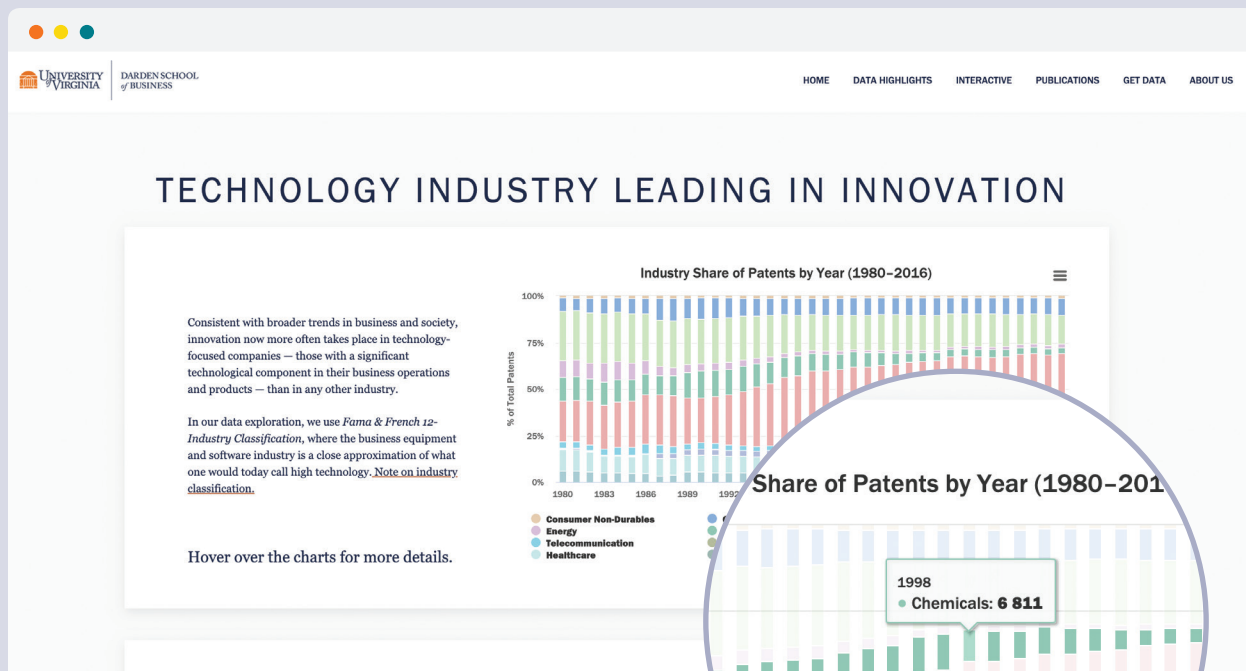 UNIVERSITY
of VIRGINIA
DARDEN SCHOOL
of BUSINESS
HOME DATA HIGHLIGHTS INTERACTIVE PUBLICATIONS GET DATA ABOUT US
TECHNOLOGY INDUSTRY LEADING IN INNOVATION
Consistent with broader trends in business and society,
innovation now more often takes place in technology-
focused companies — those with a significant
technological component in their business operations
and products — than in any other industry.
In our data exploration, we use Fama & French 12-
Industry Classification, where the business equipment
and software industry is a close approximation of what
one would today call high technology. Note on industry
classification.
Hover over the charts for more details.
Industry Share of Patents by Year (1980–2016)
% of Total Patents
100%
75%
50%
25%
0%
1980 1983 1986 1989 1992
Consumer Non-Durables
Energy
Telecommunication
Healthcare
Share of Patents by Year (1980–201
1998
Chemicals: 6 811